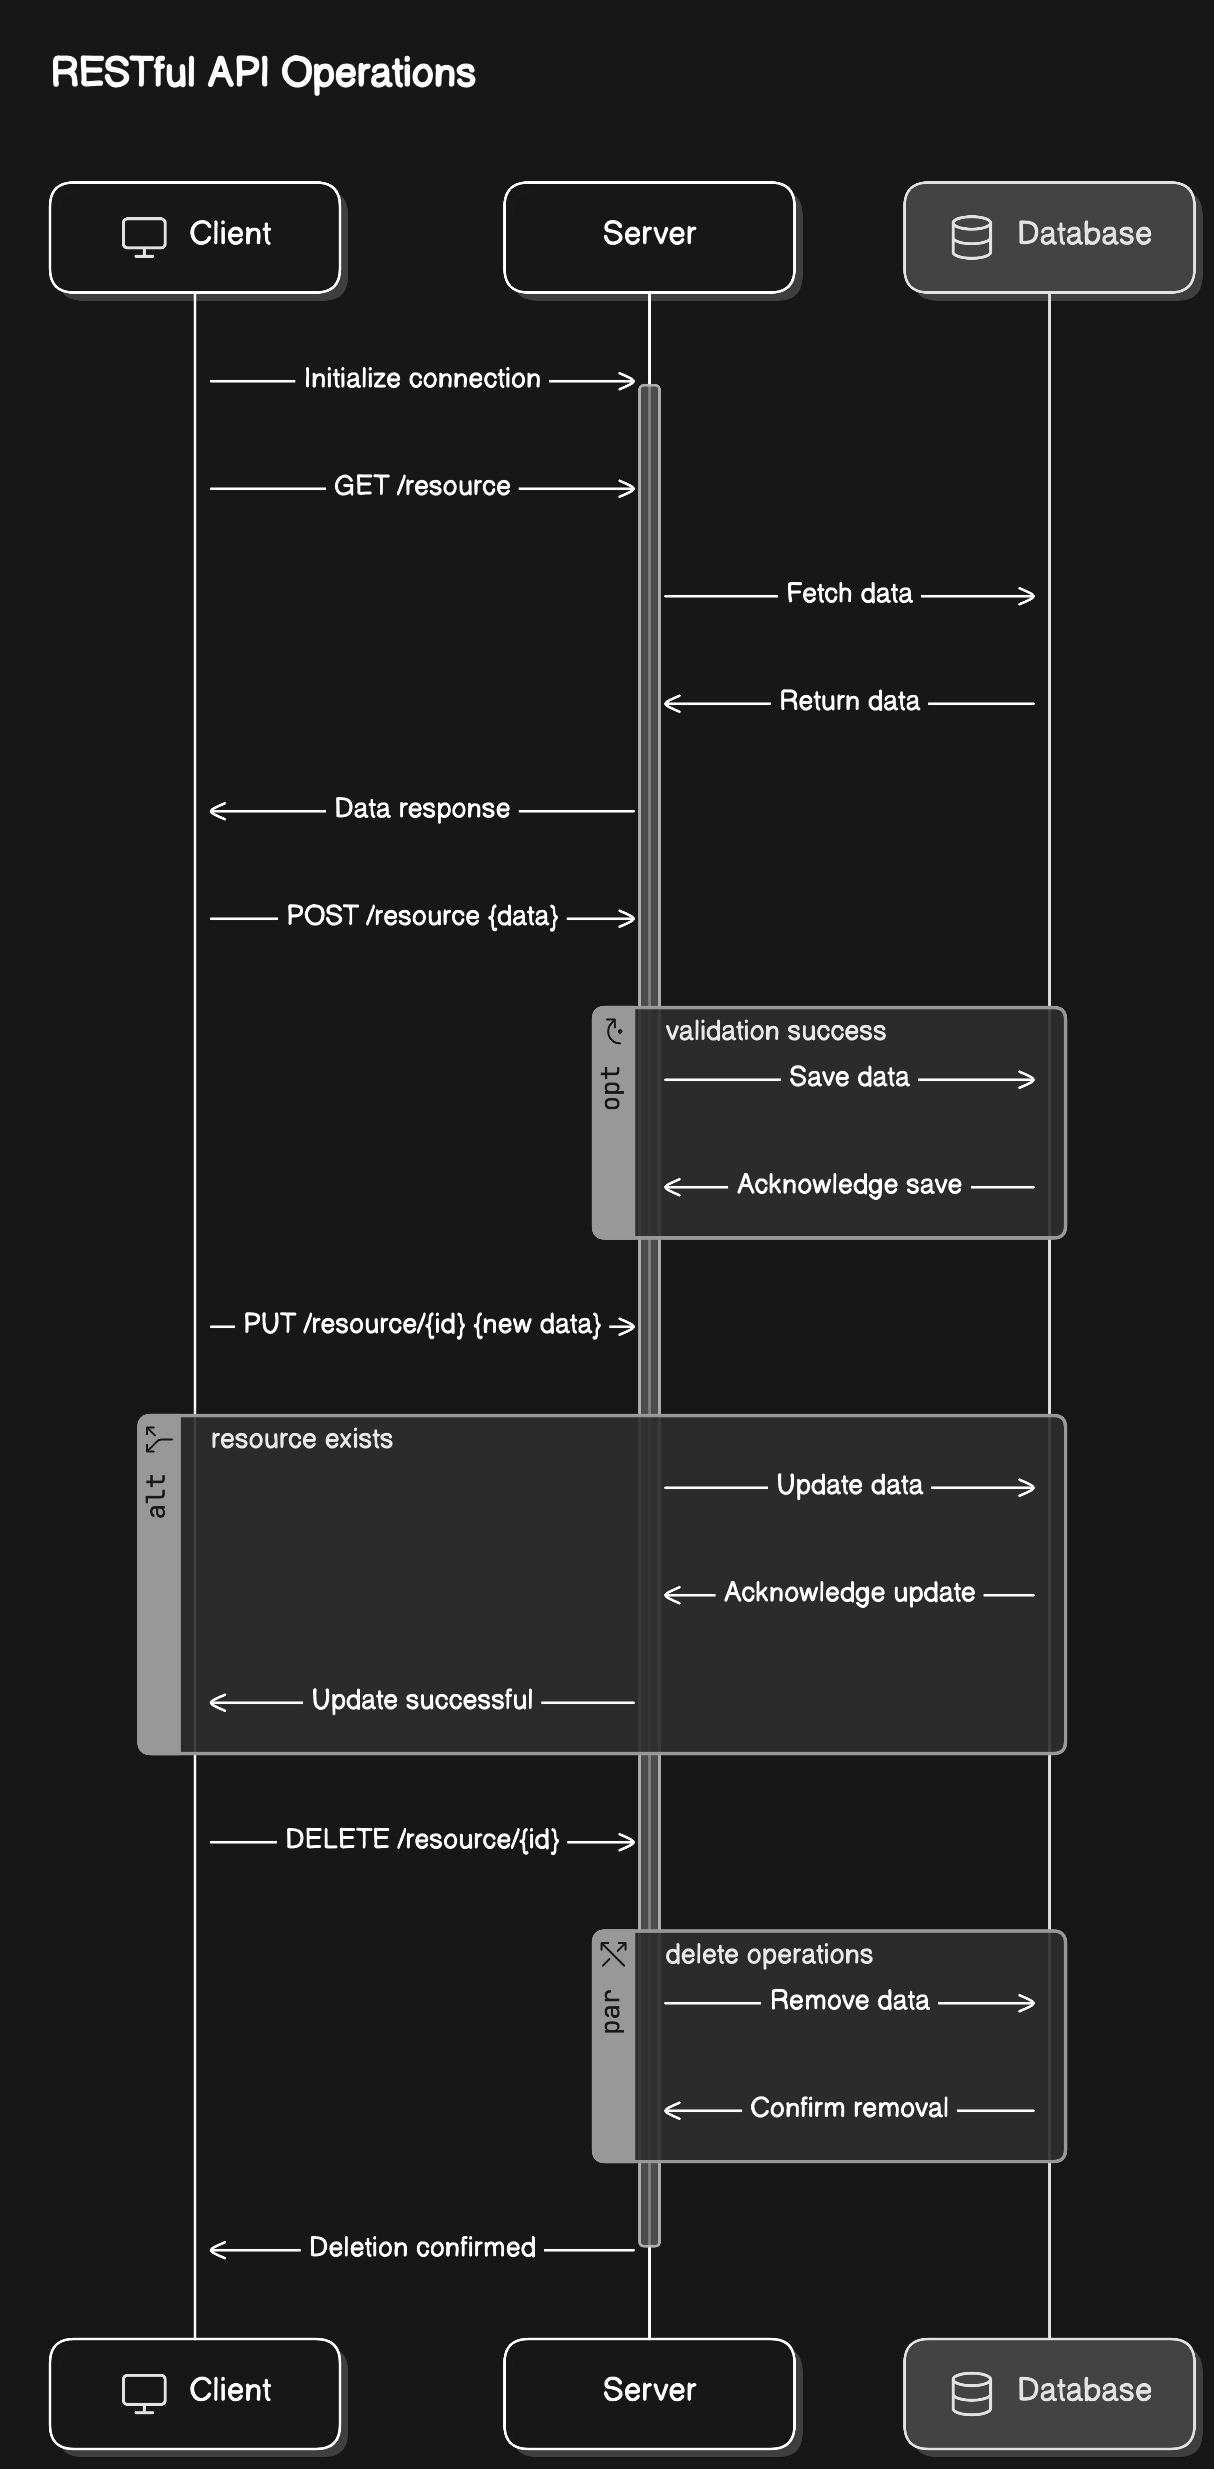 RESTful API Operations
Client
Server
Database
Initialize connection
GET /resource
Fetch data
Return data
Data response
POST /resource {data}
opt
validation success
Save data
Acknowledge save
PUT /resource/{id} {new data}
alt
resource exists
Update data
Acknowledge update
Update successful
DELETE /resource/{id}
par
delete operations
Remove data
Confirm removal
Deletion confirmed
Client
Server
Database